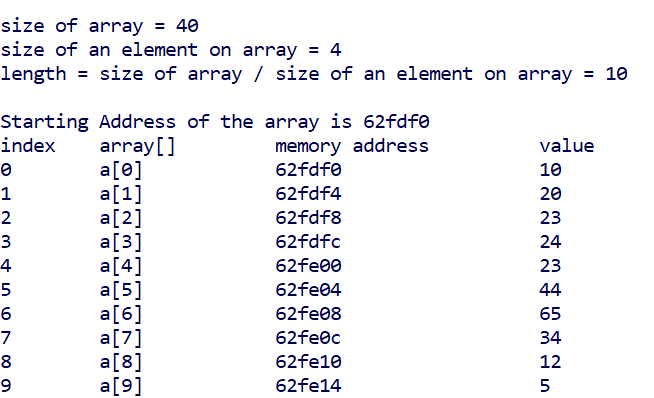 size of array = 40
size of an element on array = 4
length = size of array / size of an element on array = 10
Starting Address of the array is 62fdf0
index array[] memory address value
0 a[0] 62fdf0 10
1 a[1] 62fdf4 20
2 a[2] 62fdf8 23
3 a[3] 62fdfc 24
4 a[4] 62fe00 23
5 a[5] 62fe04 44
6 a[6] 62fe08 65
7 a[7] 62fe0c 34
8 a[8] 62fe10 12
9 a[9] 62fe14 5